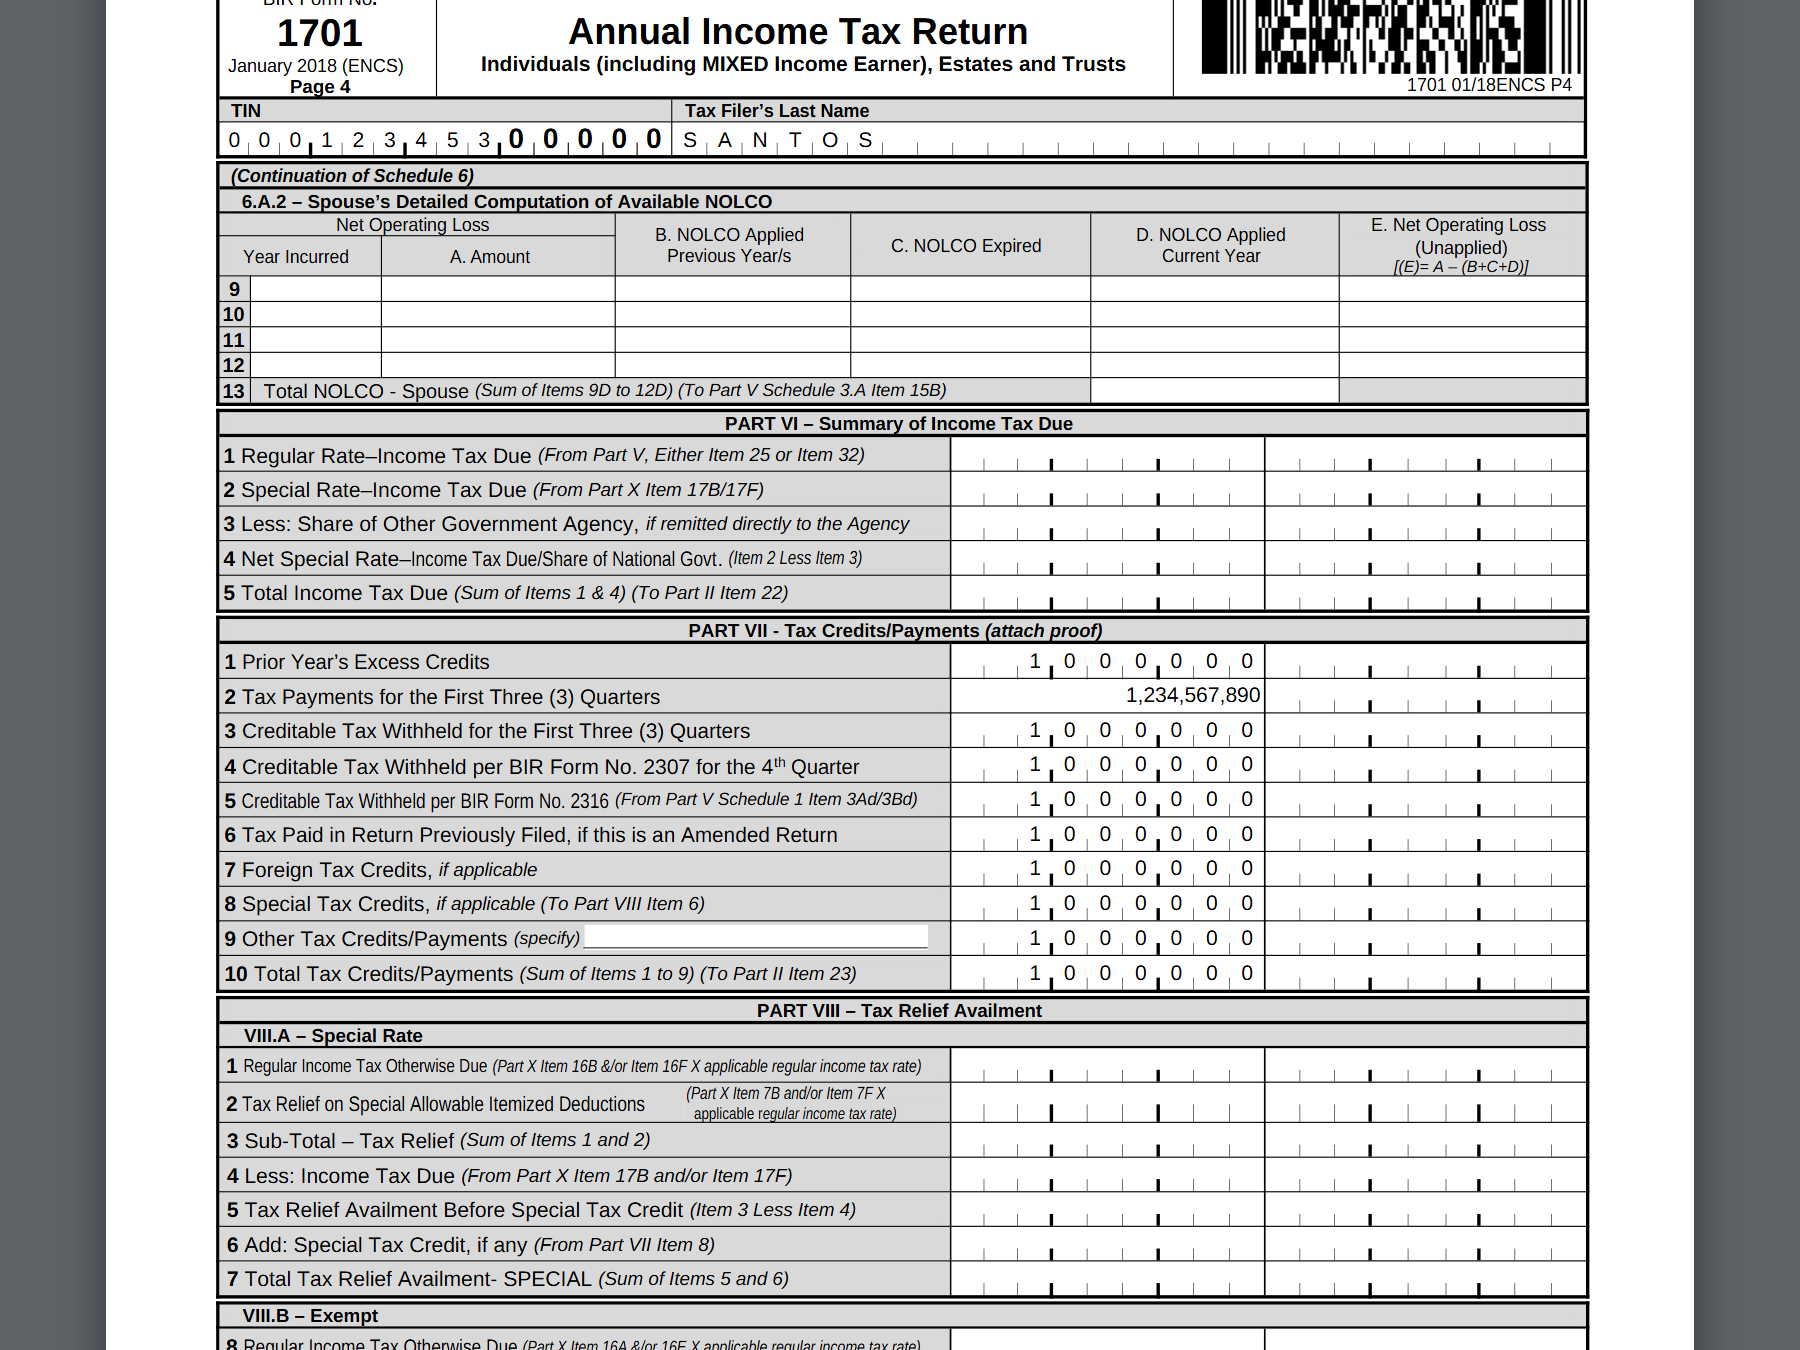 BIR Form No.
1701
January 2018 (ENCS)
Page 4
Annual Income Tax Return
Individuals (including MIXED Income Earner), Estates and Trusts
1701 01/18ENCS P4
TIN
Tax Filer’s Last Name
0 0 0 1 2 3 4 5 3 0 0 0 0 0
S A N T O S
(Continuation of Schedule 6)
6.A.2 – Spouse’s Detailed Computation of Available NOLCO
Net Operating Loss
Year Incurred
A. Amount
B. NOLCO Applied
Previous Year/s
C. NOLCO Expired
D. NOLCO Applied
Current Year
E. Net Operating Loss
(Unapplied)
[(E)= A – (B+C+D)]
9
10
11
12
13 Total NOLCO - Spouse (Sum of Items 9D to 12D) (To Part V Schedule 3.A Item 15B)
PART VI – Summary of Income Tax Due
1 Regular Rate–Income Tax Due (From Part V, Either Item 25 or Item 32)
2 Special Rate–Income Tax Due (From Part X Item 17B/17F)
3 Less: Share of Other Government Agency, if remitted directly to the Agency
4 Net Special Rate–Income Tax Due/Share of National Govt. (Item 2 Less Item 3)
5 Total Income Tax Due (Sum of Items 1 & 4) (To Part II Item 22)
PART VII - Tax Credits/Payments (attach proof)
1 Prior Year’s Excess Credits 1 0 0 0 0 0 0
2 Tax Payments for the First Three (3) Quarters 1,234,567,890
3 Creditable Tax Withheld for the First Three (3) Quarters 1 0 0 0 0 0 0
4 Creditable Tax Withheld per BIR Form No. 2307 for the 4th Quarter 1 0 0 0 0 0 0
5 Creditable Tax Withheld per BIR Form No. 2316 (From Part V Schedule 1 Item 3Ad/3Bd) 1 0 0 0 0 0 0
6 Tax Paid in Return Previously Filed, if this is an Amended Return 1 0 0 0 0 0 0
7 Foreign Tax Credits, if applicable 1 0 0 0 0 0 0
8 Special Tax Credits, if applicable (To Part VIII Item 6) 1 0 0 0 0 0 0
9 Other Tax Credits/Payments (specify) 1 0 0 0 0 0 0
10 Total Tax Credits/Payments (Sum of Items 1 to 9) (To Part II Item 23) 1 0 0 0 0 0 0
PART VIII – Tax Relief Availment
VIII.A – Special Rate
1 Regular Income Tax Otherwise Due (Part X Item 16B &/or Item 16F X applicable regular income tax rate)
2 Tax Relief on Special Allowable Itemized Deductions (Part X Item 7B and/or Item 7F X
applicable regular income tax rate)
3 Sub-Total – Tax Relief (Sum of Items 1 and 2)
4 Less: Income Tax Due (From Part X Item 17B and/or Item 17F)
5 Tax Relief Availment Before Special Tax Credit (Item 3 Less Item 4)
6 Add: Special Tax Credit, if any (From Part VII Item 8)
7 Total Tax Relief Availment- SPECIAL (Sum of Items 5 and 6)
VIII.B – Exempt
8 Regular Income Tax Otherwise Due (Part X Item 16A &/or 16E X applicable regular income tax rate)